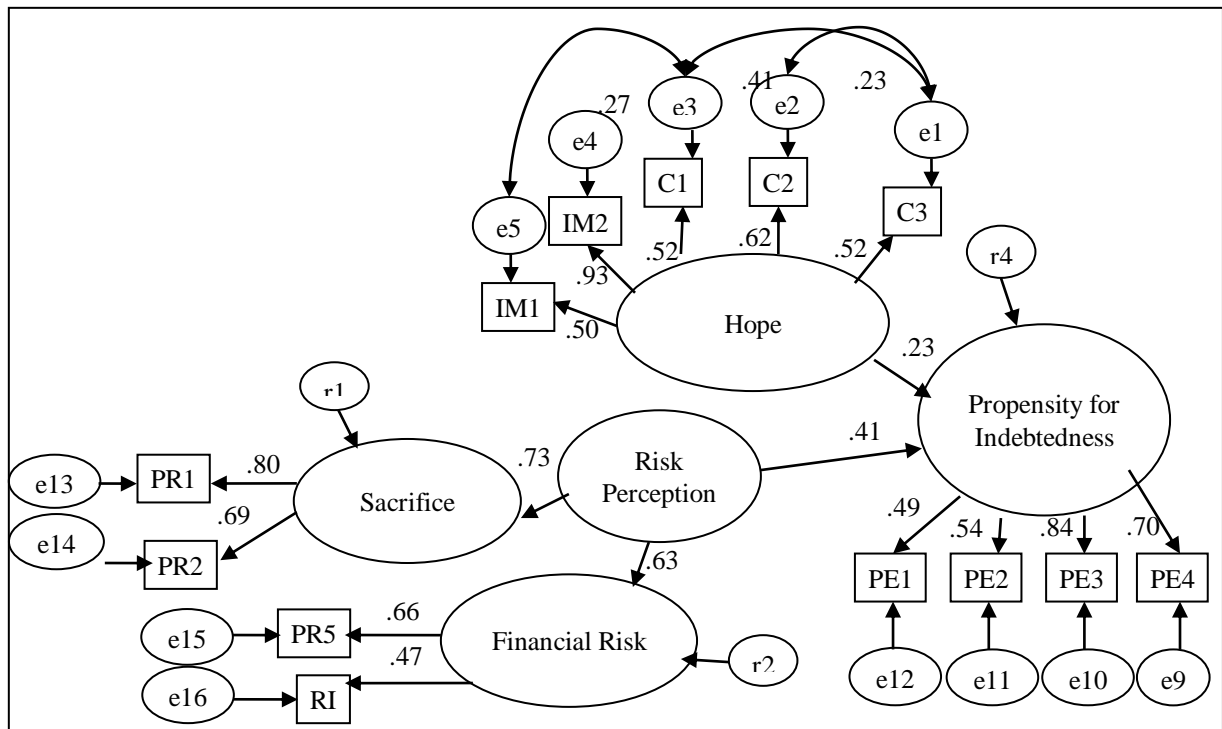 .27
e3
.41
e2
.23
e1
e4
C1
C2
C3
e5
IM2
.52
.62
.52
r4
IM1
.93
.50
Hope
.23
Propensity for
Indebtedness
r1
.41
Risk
Perception
.73
e13
PR1
.80
Sacrifice
.69
e14
PR2
.63
.49
.54
.84
.70
PE1
PE2
PE3
PE4
e15
PR5
.66
Financial Risk
r2
e16
RI
.47
e12
e11
e10
e9